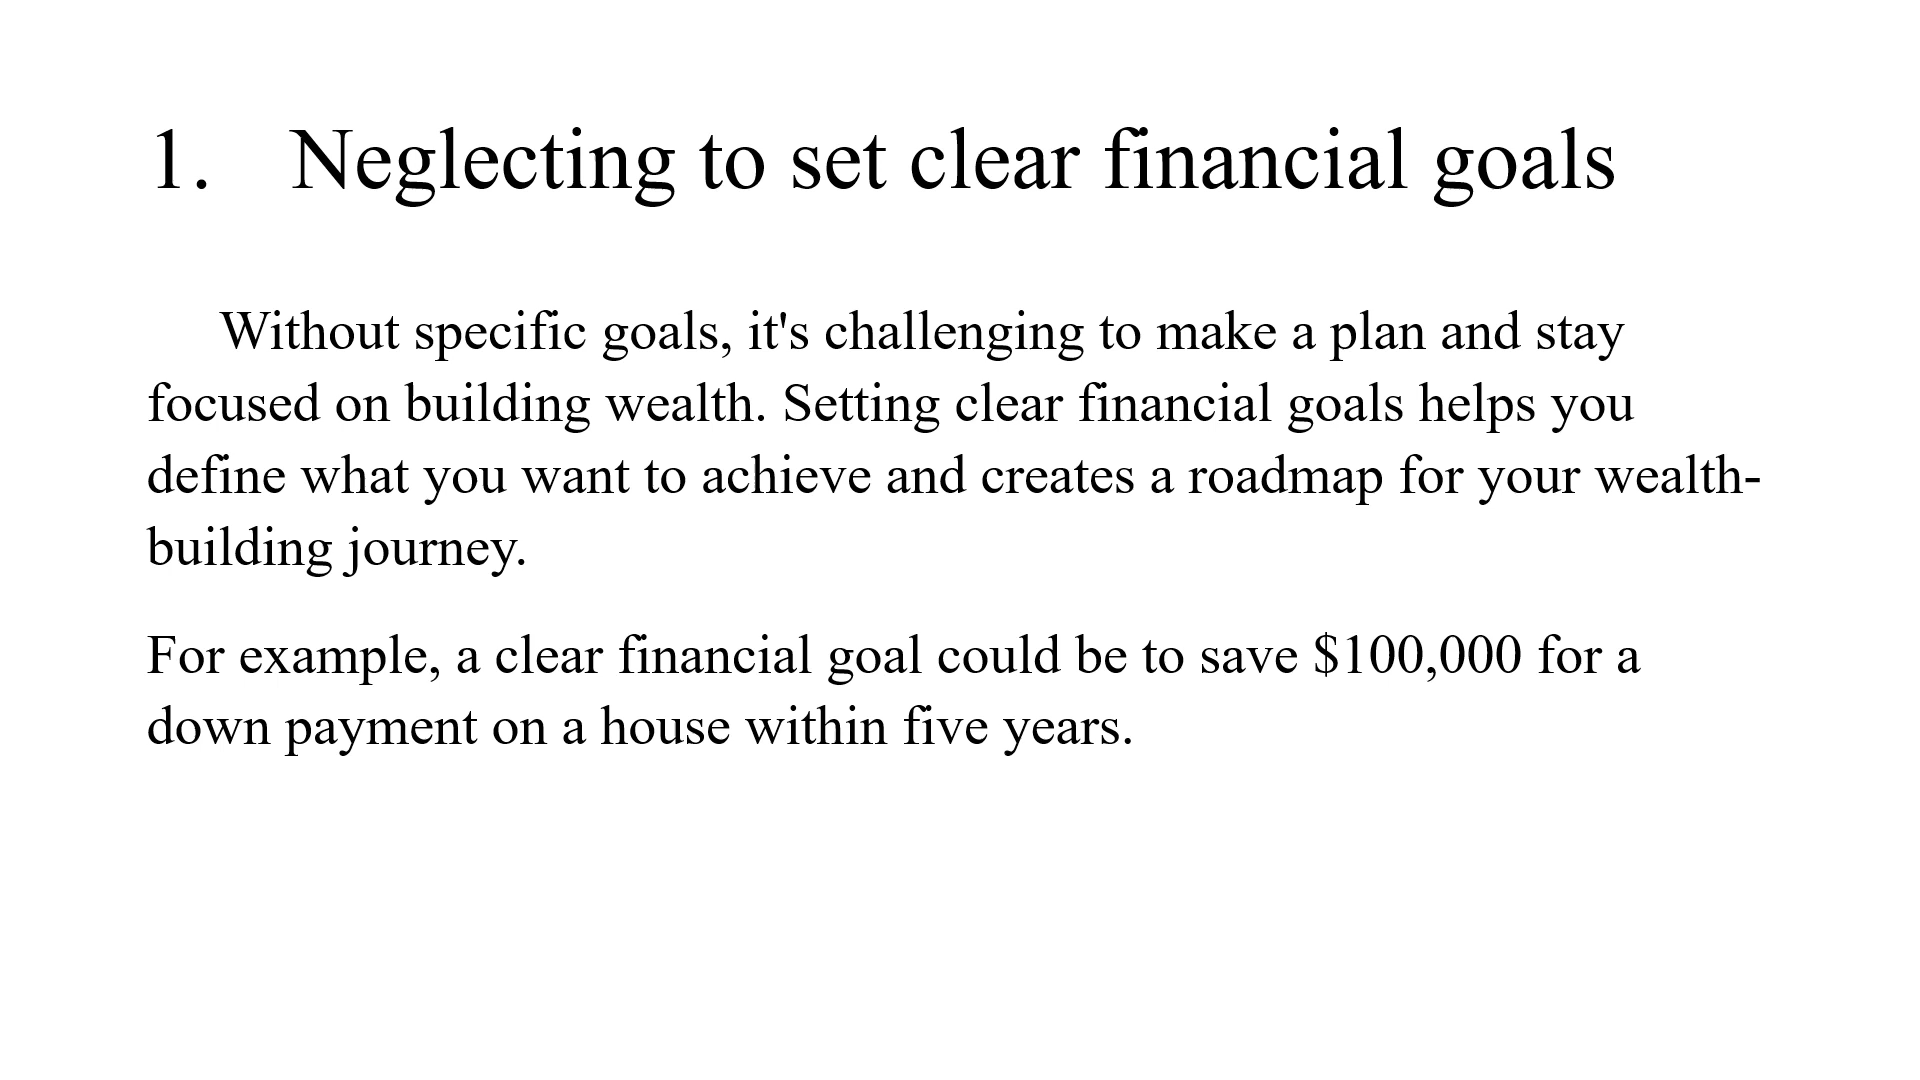 1. Neglecting to set clear financial goals
Without specific goals, it's challenging to make a plan and stay
focused on building wealth. Setting clear financial goals helps you
define what you want to achieve and creates a roadmap for your wealth-
building journey.
For example, a clear financial goal could be to save $100,000 for a
down payment on a house within five years.